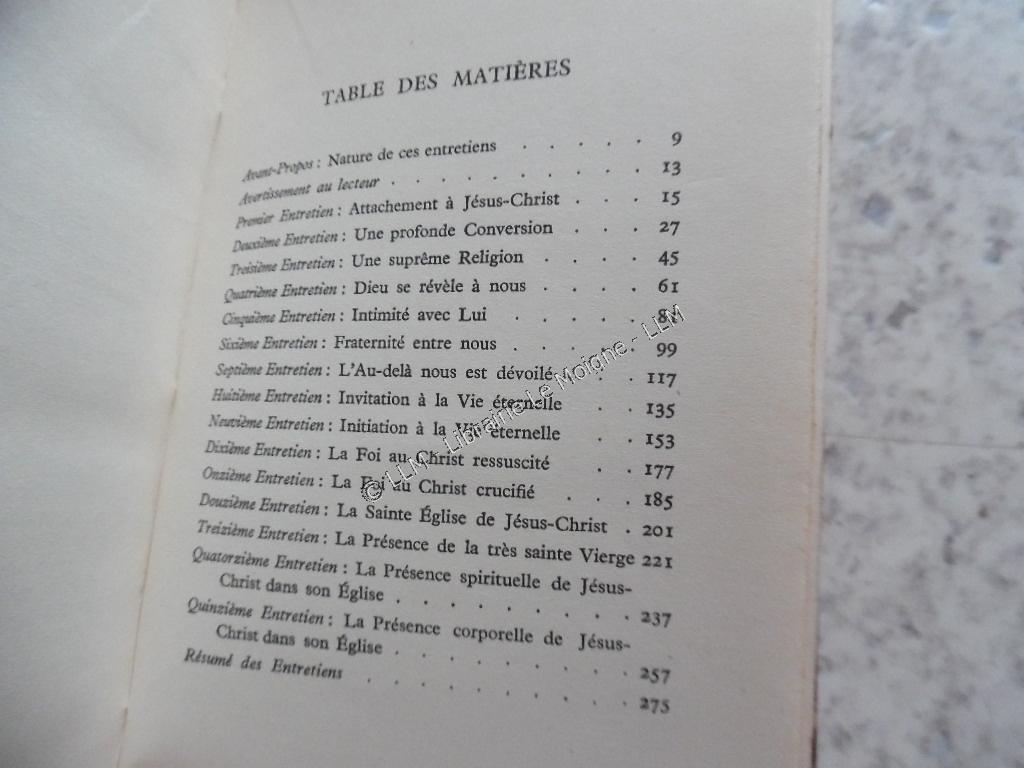 TABLE DES MATIÈRES
Avant-Propos : Nature de ces entretiens . . . . . 9
Avertissement au lecteur . . . . . . . . . . 13
Premier Entretien : Attachement à Jésus-Christ . . . 15
Deuxième Entretien : Une profonde Conversion . . . 27
Troisième Entretien : Une suprême Religion . . . . 45
Quatrième Entretien : Dieu se révèle à nous . . . . 61
Cinquième Entretien : Intimité avec Lui . . . . .
Sixième Entretien : Fraternité entre nous . . . . . 99
Septième Entretien : L'Au-delà nous est dévoilé . . 117
Huitième Entretien : Invitation à la Vie éternelle . . 135
Neuvième Entretien : Initiation à la Vie éternelle . . 153
Dixième Entretien : La Foi au Christ ressuscité . . 177
Onzième Entretien : La Foi au Christ crucifié . . . 185
Douzième Entretien : La Sainte Église de Jésus-Christ . 201
Treizième Entretien : La Présence de la très sainte Vierge 221
Quatorzième Entretien : La Présence spirituelle de Jésus-
Christ dans son Église . . . . . . . . . 237
Quinzième Entretien : La Présence corporelle de Jésus-
Christ dans son Église . . . . . . . . . 257
Résumé des Entretiens . . . . . . . . . . 275
© LLM - Librairie Le Moigne - LLM